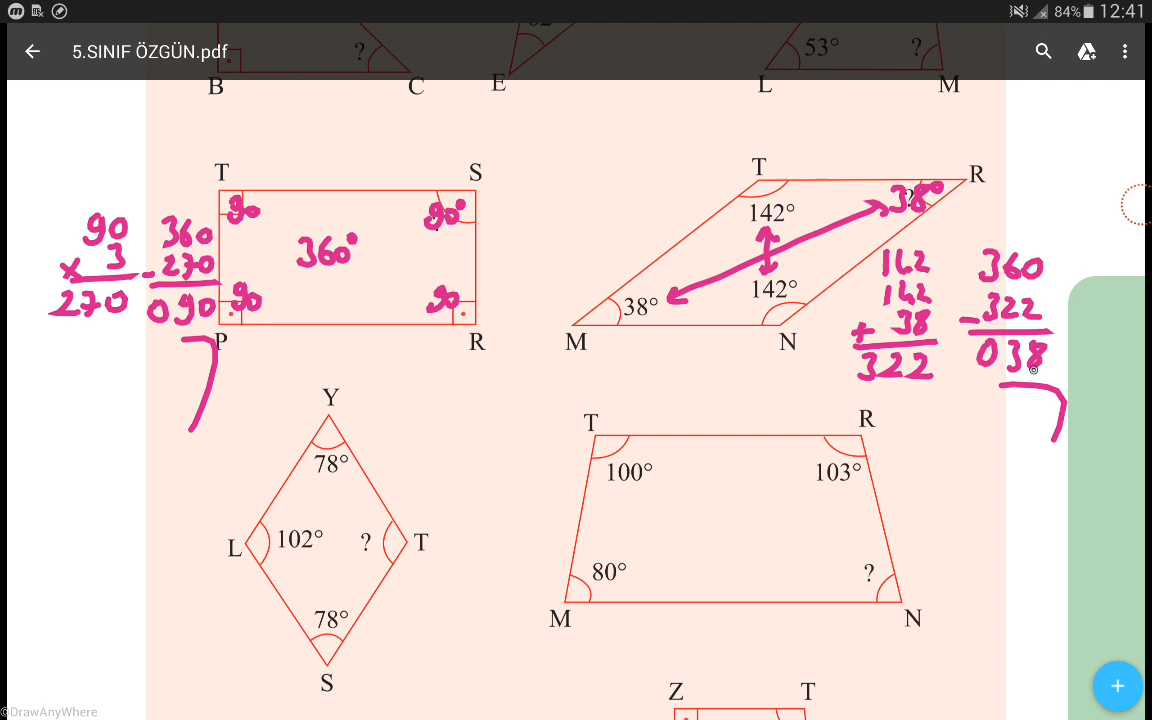 84% 12:41
5.SINIF ÖZGÜN.pdf
? 53° ?
B C E L M
T S T R
90 90° 142° 38°
90 360 360° 142 360
x 3 - 270 142 - 322
270 090 90 90 38° 142° + 38 038
322
P R M N
Y T R
78° 100° 103°
L 102° ? T
80° ?
78° M N
S
Z T
©DrawAnyWhere